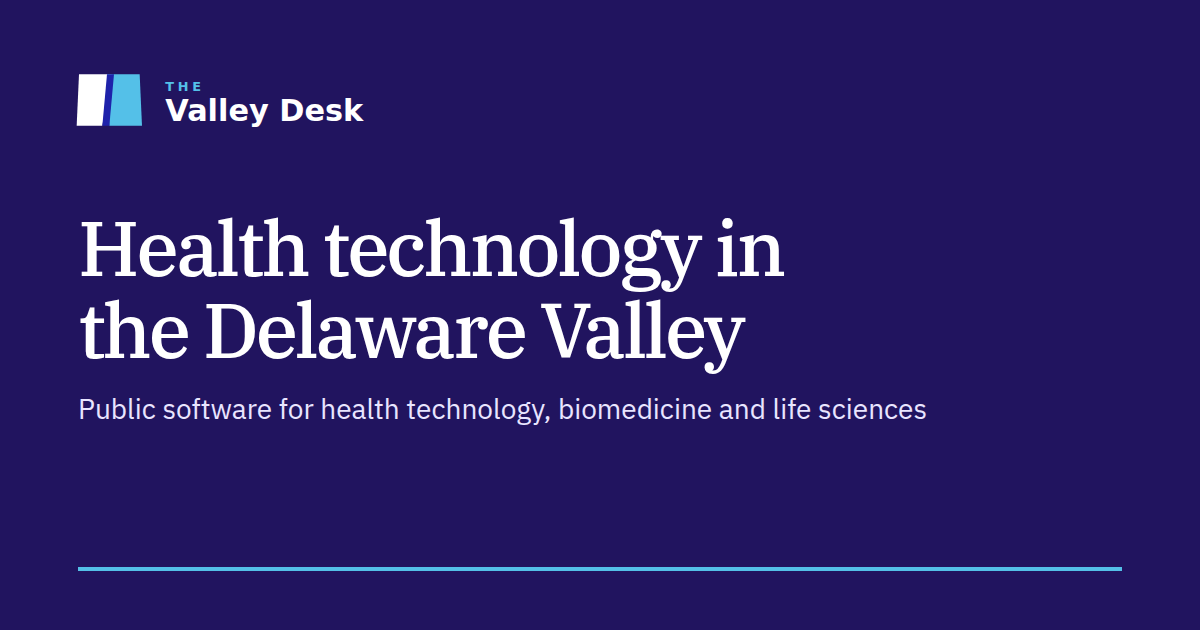 THE
Valley Desk
Health technology in
the Delaware Valley
Public software for health technology, biomedicine and life sciences